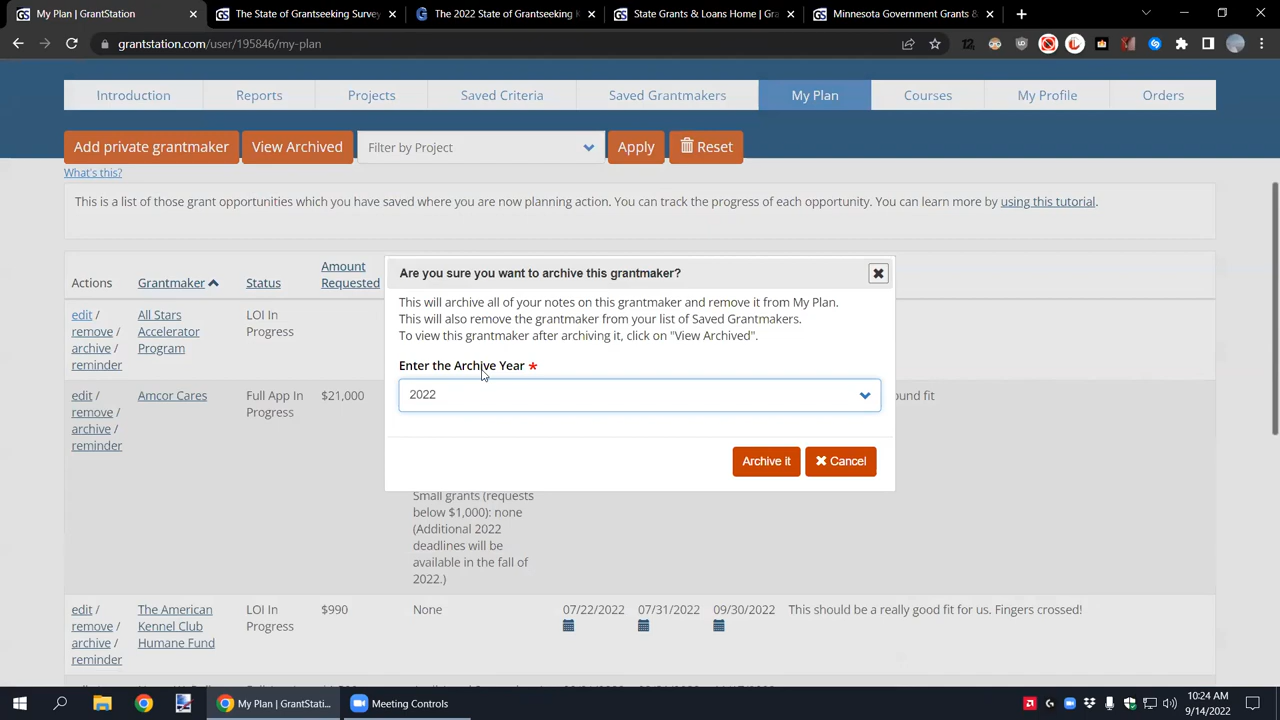 My Plan | GrantStation
The State of Grantseeking Survey
The 2022 State of Grantseeking
State Grants & Loans Home | Gra
Minnesota Government Grants &
grantstation.com/user/195846/my-plan
Introduction
Reports
Projects
Saved Criteria
Saved Grantmakers
My Plan
Courses
My Profile
Orders
Add private grantmaker
View Archived
Filter by Project
Apply
Reset
What's this?
This is a list of those grant opportunities which you have saved where you are now planning action. You can track the progress of each opportunity. You can learn more by using this tutorial.
Actions
Grantmaker
Status
Amount
Requested
Are you sure you want to archive this grantmaker?
This will archive all of your notes on this grantmaker and remove it from My Plan.
This will also remove the grantmaker from your list of Saved Grantmakers.
To view this grantmaker after archiving it, click on "View Archived".
Enter the Archive Year *
2022
Archive it
Cancel
edit /
remove /
archive /
reminder
All Stars
Accelerator
Program
LOI In
Progress
edit /
remove /
archive /
reminder
Amcor Cares
Full App In
Progress
$21,000
ound fit
Small grants (requests
below $1,000): none
(Additional 2022
deadlines will be
available in the fall of
2022.)
edit /
remove /
archive /
reminder
The American
Kennel Club
Humane Fund
LOI In
Progress
$990
None
07/22/2022
07/31/2022
09/30/2022
This should be a really good fit for us. Fingers crossed!
My Plan | GrantStati...
Meeting Controls
10:24 AM
9/14/2022